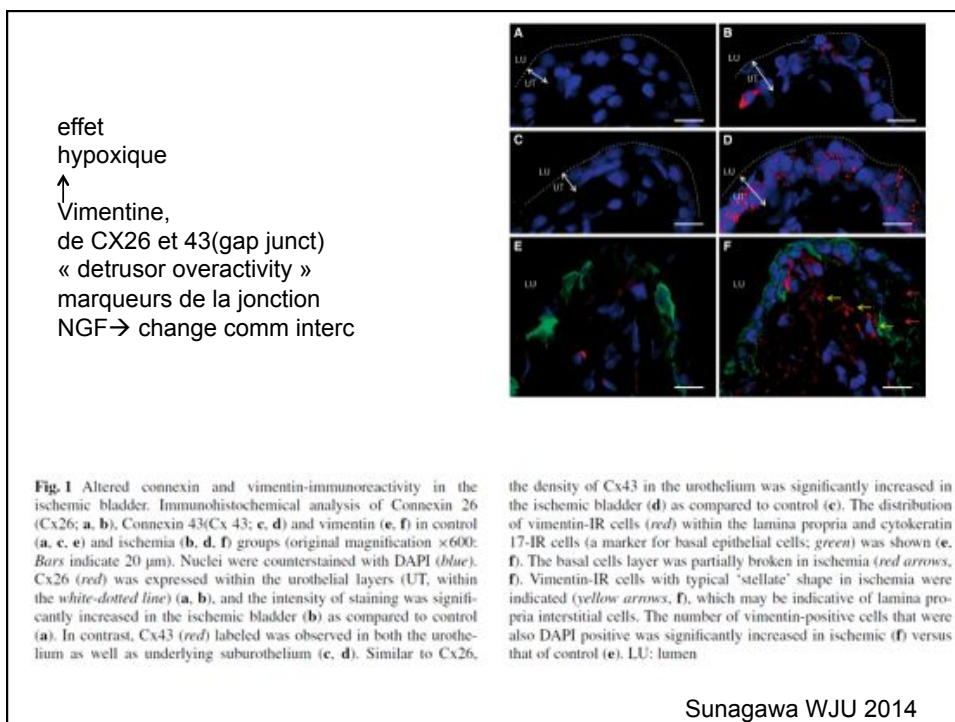 effet
hypoxique
↑
Vimentine,
de CX26 et 43(gap junct)
« detrusor overactivity »
marqueurs de la jonction
NGF→ change comm interc
A
LU
UT
B
LU
UT
C
LU
UT
D
LU
UT
E
LU
F
LU
Fig. 1 Altered connexin and vimentin-immunoreactivity in the
ischemic bladder. Immunohistochemical analysis of Connexin 26
(Cx26; a, b), Connexin 43(Cx 43; c, d) and vimentin (e, f) in control
(a, c, e) and ischemia (b, d, f) groups (original magnification ×600:
Bars indicate 20 μm). Nuclei were counterstained with DAPI (blue).
Cx26 (red) was expressed within the urothelial layers (UT, within
the white-dotted line) (a, b), and the intensity of staining was signifi-
cantly increased in the ischemic bladder (b) as compared to control
(a). In contrast, Cx43 (red) labeled was observed in both the urothe-
lium as well as underlying suburothelium (c, d). Similar to Cx26,
the density of Cx43 in the urothelium was significantly increased in
the ischemic bladder (d) as compared to control (c). The distribution
of vimentin-IR cells (red) within the lamina propria and cytokeratin
17-IR cells (a marker for basal epithelial cells; green) was shown (e,
f). The basal cells layer was partially broken in ischemia (red arrows,
f). Vimentin-IR cells with typical 'stellate' shape in ischemia were
indicated (yellow arrows, f), which may be indicative of lamina pro-
pria interstitial cells. The number of vimentin-positive cells that were
also DAPI positive was significantly increased in ischemic (f) versus
that of control (e). LU: lumen
Sunagawa WJU 2014